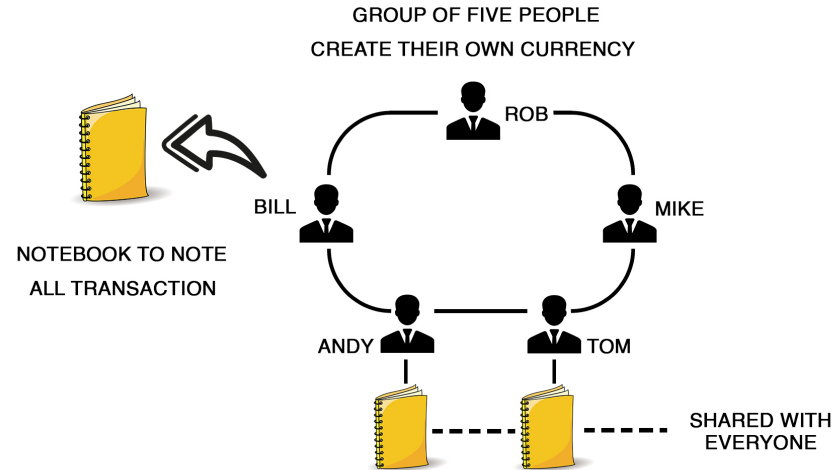 GROUP OF FIVE PEOPLE
CREATE THEIR OWN CURRENCY
ROB
BILL
MIKE
NOTEBOOK TO NOTE
ALL TRANSACTION
ANDY
TOM
SHARED WITH
EVERYONE